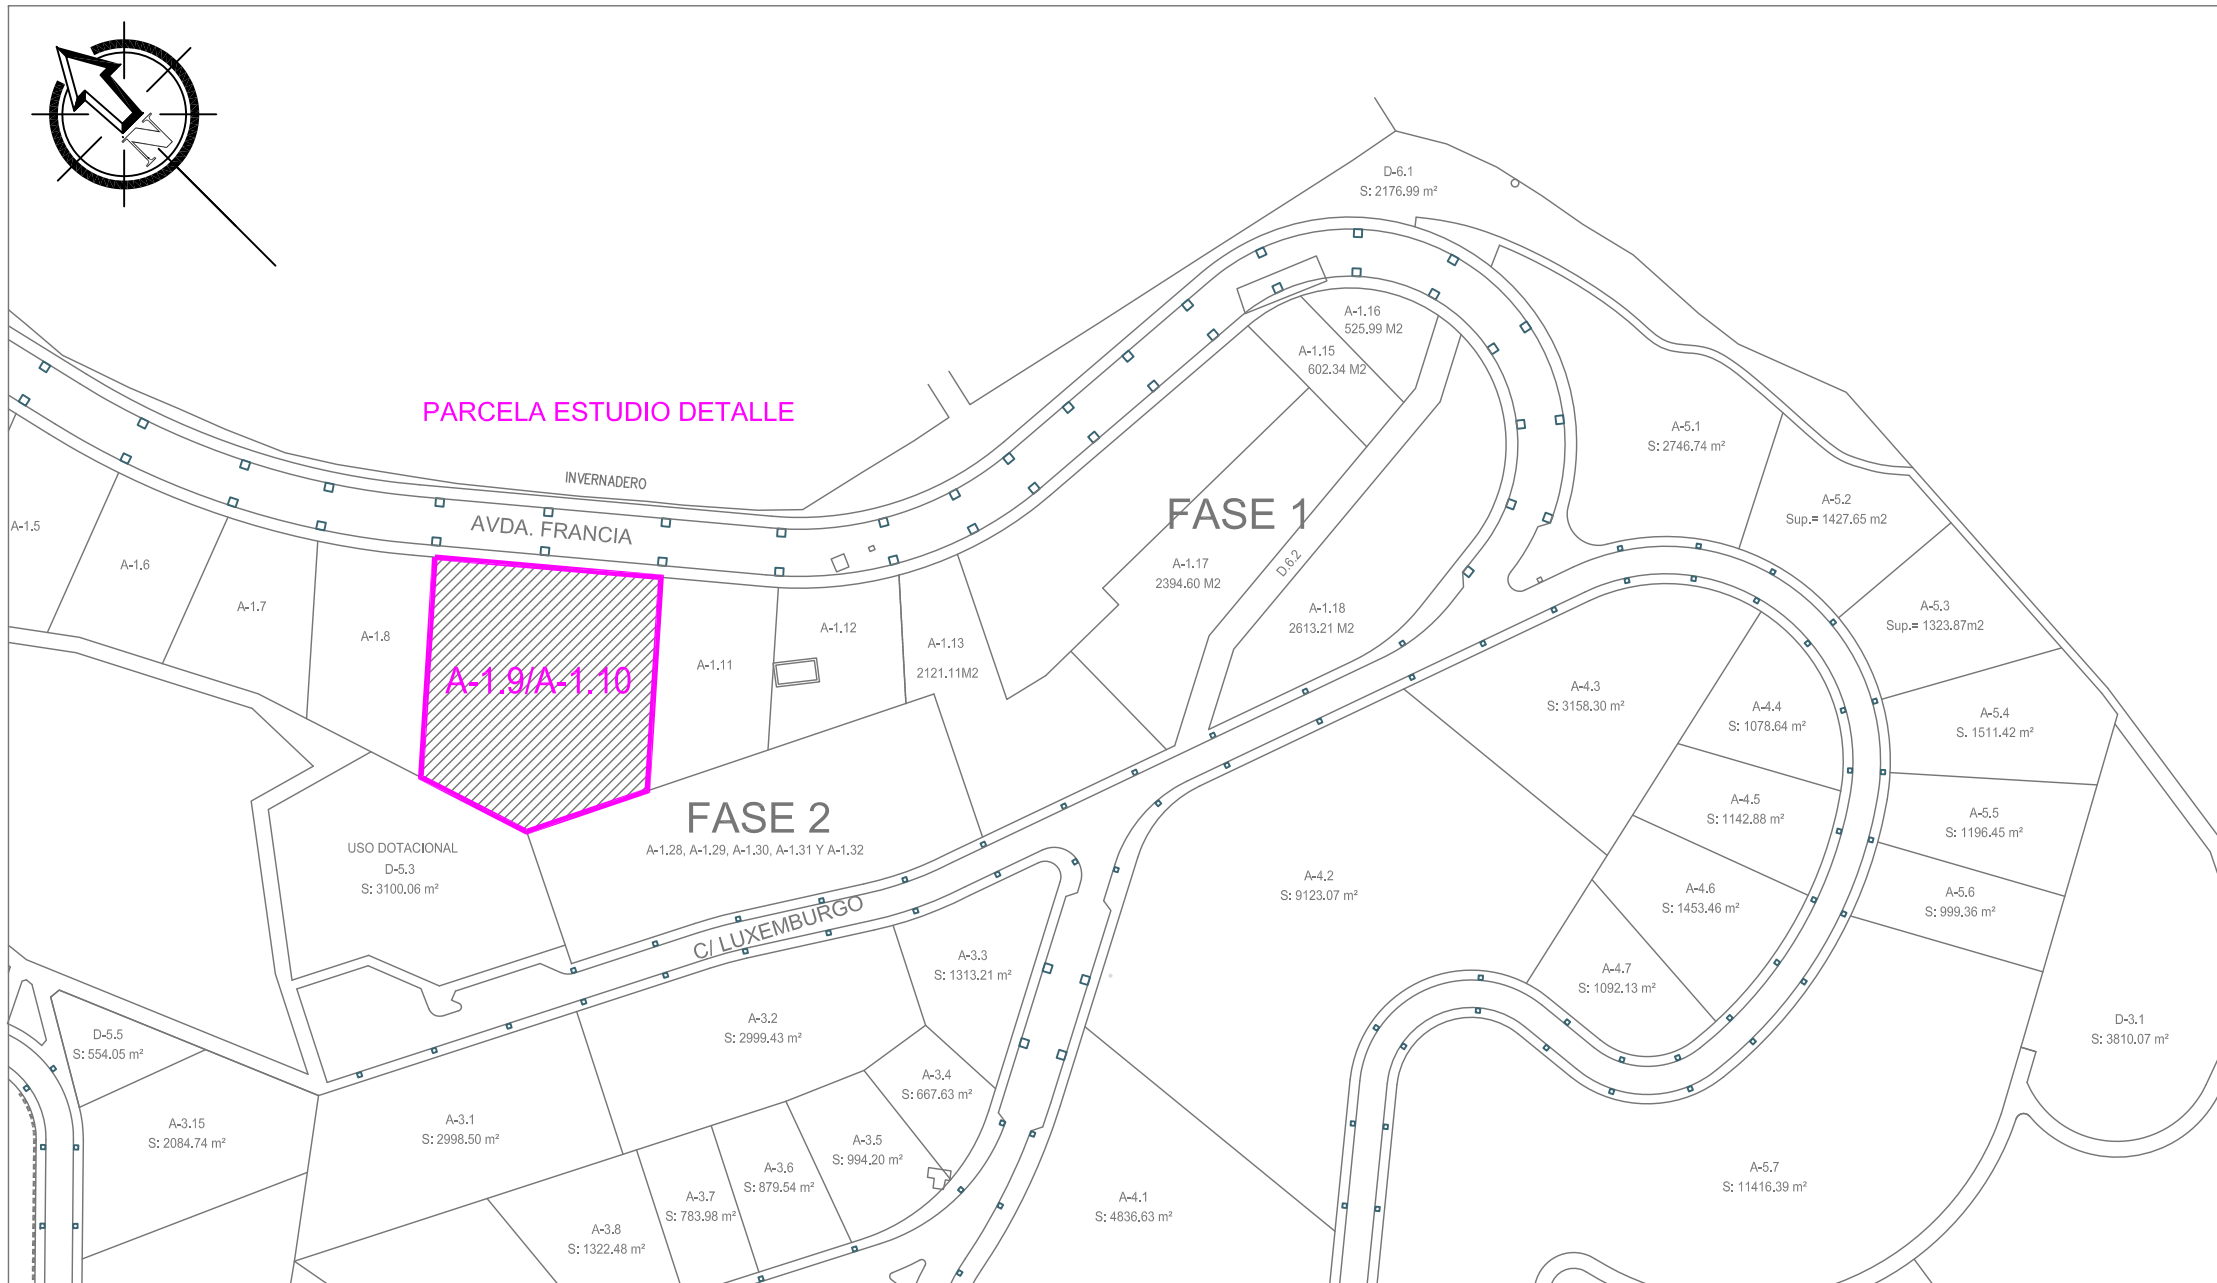 N
D-6.1
S: 2176.99 m²
A-1.16
525.99 M2
A-1.15
602.34 M2
PARCELA ESTUDIO DETALLE
A-5.1
S: 2746.74 m²
INVERNADERO
AVDA. FRANCIA
FASE 1
A-5.2
Sup.= 1427.65 m2
A-1.5
A-1.6
A-1.7
A-1.8
A-1.17
2394.60 M2
D.6.2
A-1.18
2613.21 M2
A-5.3
Sup.= 1323.87m2
A-1.12
A-1.13
2121.11M2
A-1.11
A-1.9/A-1.10
A-4.3
S: 3158.30 m²
A-4.4
S: 1078.64 m²
A-5.4
S. 1511.42 m²
A-4.5
S: 1142.88 m²
A-5.5
S: 1196.45 m²
FASE 2
A-1.28, A-1.29, A-1.30, A-1.31 Y A-1.32
USO DOTACIONAL
D-5.3
S: 3100.06 m²
A-4.2
S: 9123.07 m²
A-4.6
S: 1453.46 m²
A-5.6
S: 999.36 m²
C/ LUXEMBURGO
A-3.3
S: 1313.21 m²
A-4.7
S: 1092.13 m²
A-3.2
S: 2999.43 m²
D-5.5
S: 554.05 m²
D-3.1
S: 3810.07 m²
A-3.4
S: 667.63 m²
A-3.15
S: 2084.74 m²
A-3.1
S: 2998.50 m²
A-3.5
S: 994.20 m²
A-3.6
S: 879.54 m²
A-5.7
S: 11416.39 m²
A-3.7
S: 783.98 m²
A-4.1
S: 4836.63 m²
A-3.8
S: 1322.48 m²